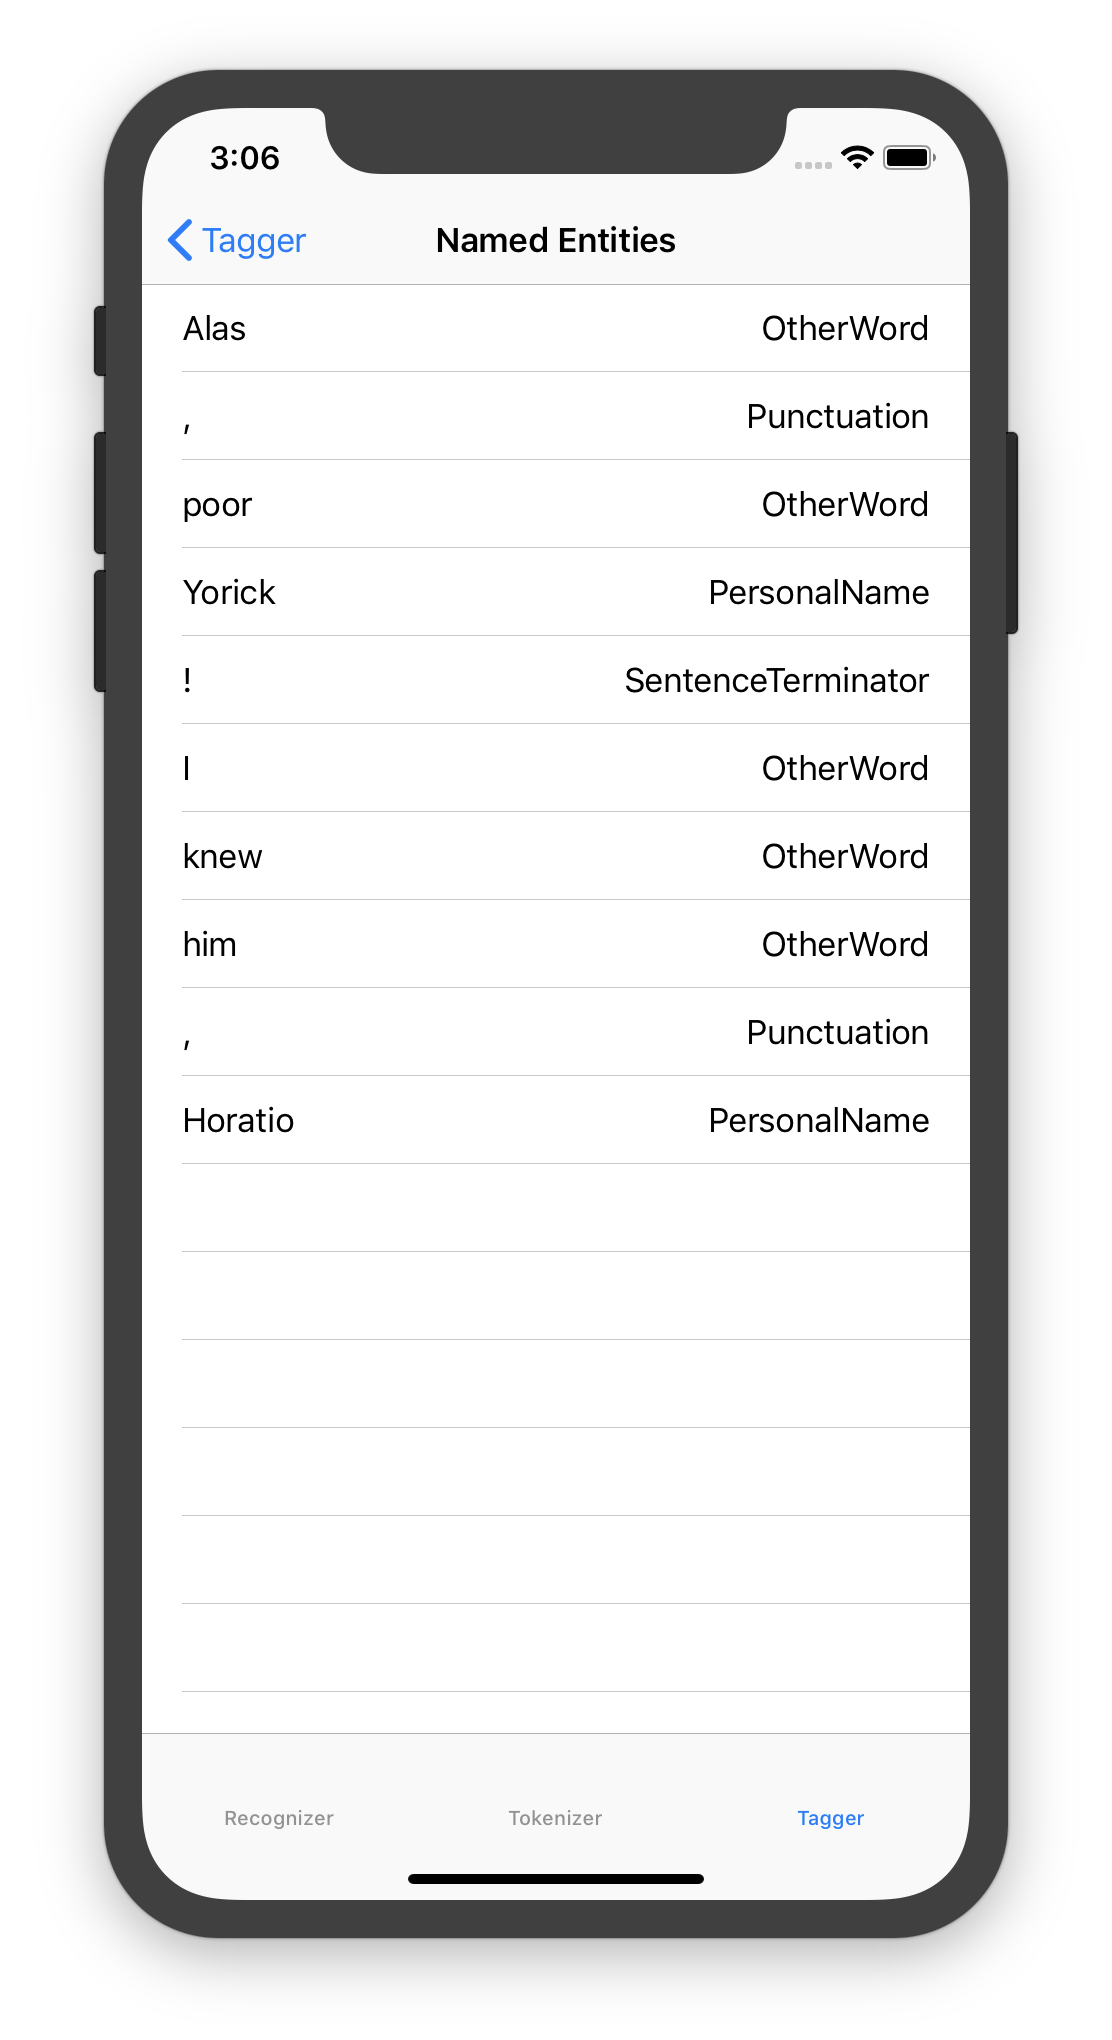 3:06
Tagger Named Entities
Alas OtherWord
, Punctuation
poor OtherWord
Yorick PersonalName
! SentenceTerminator
I OtherWord
knew OtherWord
him OtherWord
, Punctuation
Horatio PersonalName
Recognizer Tokenizer Tagger